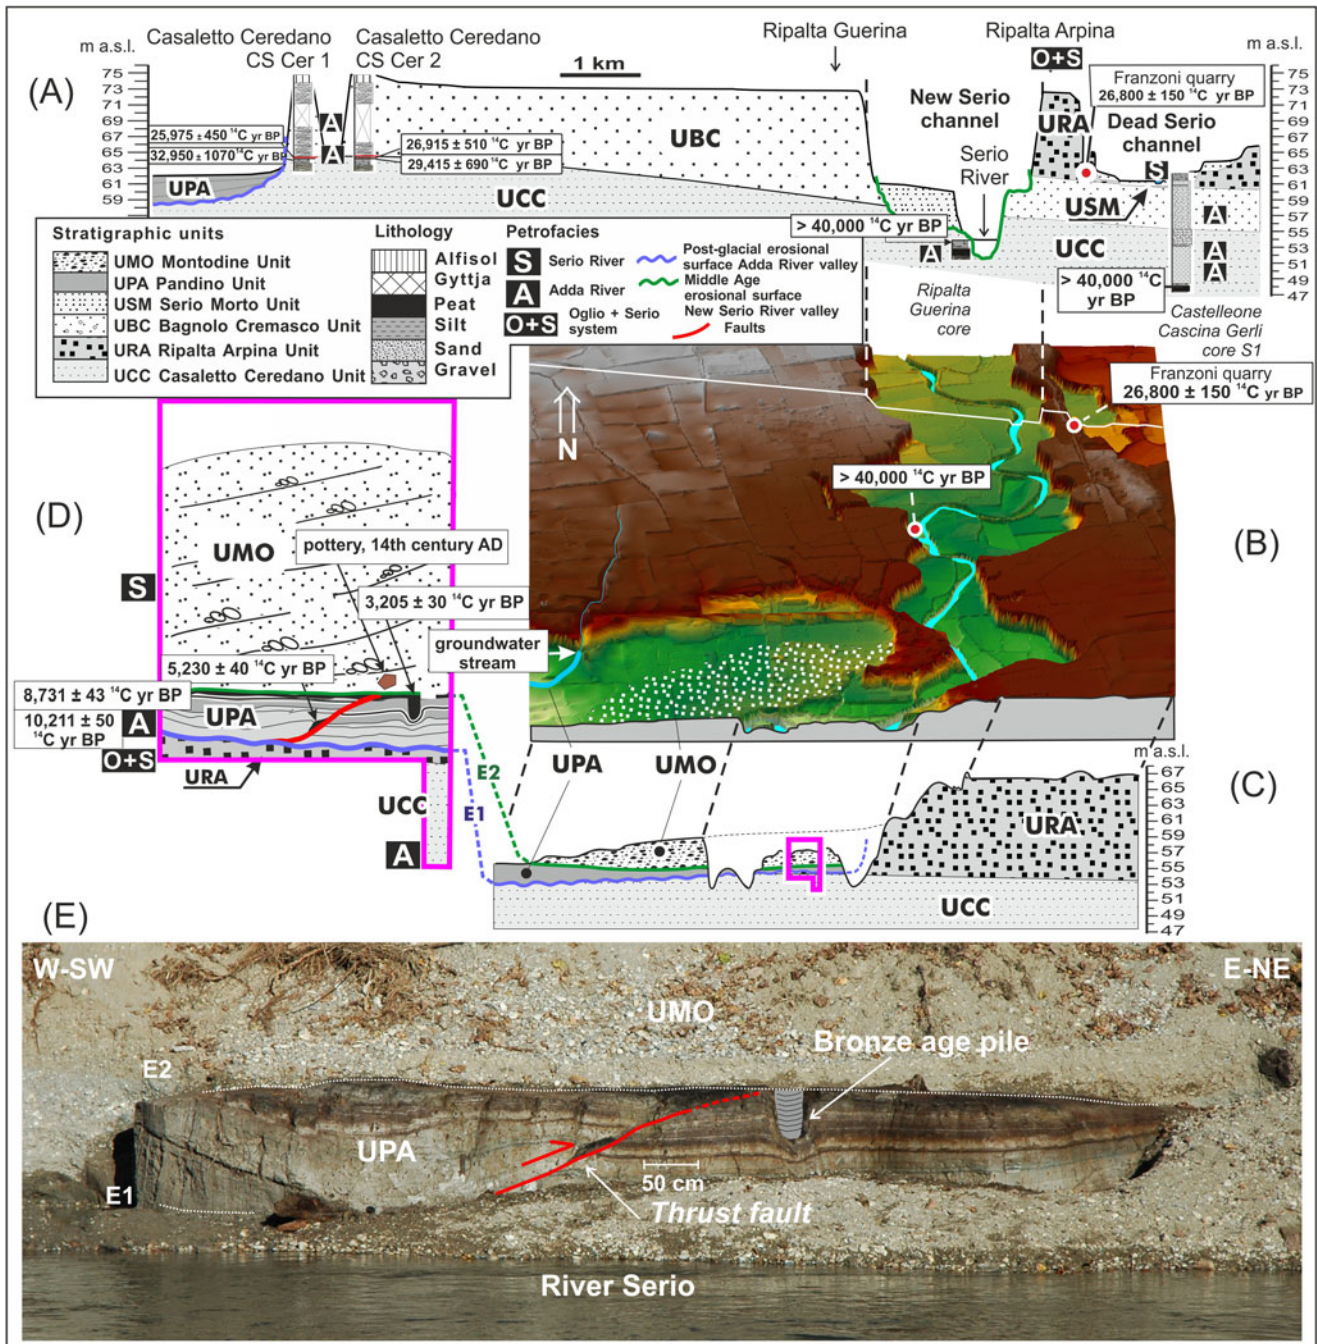 Casaletto Ceredano
CS Cer 1
Casaletto Ceredano
CS Cer 2
Ripalta Guerina
Ripalta Arpina
O+S
m a.s.l.
m a.s.l.
(A)
1 km
75
73
71
69
67
65
63
61
59
75
73
71
69
67
65
63
61
59
57
55
53
51
49
47
Franzoni quarry
26,800 ± 150 ¹⁴C yr BP
New Serio
channel
Serio
River
URA
Dead Serio
channel
A
A
25,975 ± 450 ¹⁴C yr BP
32,950 ± 1070 ¹⁴C yr BP
26,915 ± 510 ¹⁴C yr BP
29,415 ± 690 ¹⁴C yr BP
UBC
UPA
UCC
S
USM
UCC
A
A
A
A
> 40,000 ¹⁴C yr BP
> 40,000 ¹⁴C
yr BP
Ripalta
Guerina
core
Castelleone
Cascina Gerli
core S1
Stratigraphic units
UMO Montodine Unit
UPA Pandino Unit
USM Serio Morto Unit
UBC Bagnolo Cremasco Unit
URA Ripalta Arpina Unit
UCC Casaletto Ceredano Unit
Lithology
Alfisol
Gyttja
Peat
Silt
Sand
Gravel
Petrofacies
S Serio River
A Adda River
O+S Oglio + Serio
system
Post-glacial erosional
surface Adda River valley
Middle Age
erosional surface
New Serio River valley
Faults
Franzoni quarry
26,800 ± 150 ¹⁴C yr BP
N
> 40,000 ¹⁴C yr BP
(B)
groundwater
stream
UPA
UMO
(D)
UMO
S
pottery, 14th century AD
3,205 ± 30 ¹⁴C yr BP
5,230 ± 40 ¹⁴C yr BP
8,731 ± 43 ¹⁴C yr BP
10,211 ± 50
¹⁴C yr BP
A
UPA
O+S
URA
UCC
A
E2
E1
m a.s.l.
(C)
67
65
63
61
59
57
55
53
51
49
47
URA
UCC
(E)
W-SW
E-NE
UMO
Bronze age pile
E2
UPA
E1
50 cm
Thrust fault
River Serio